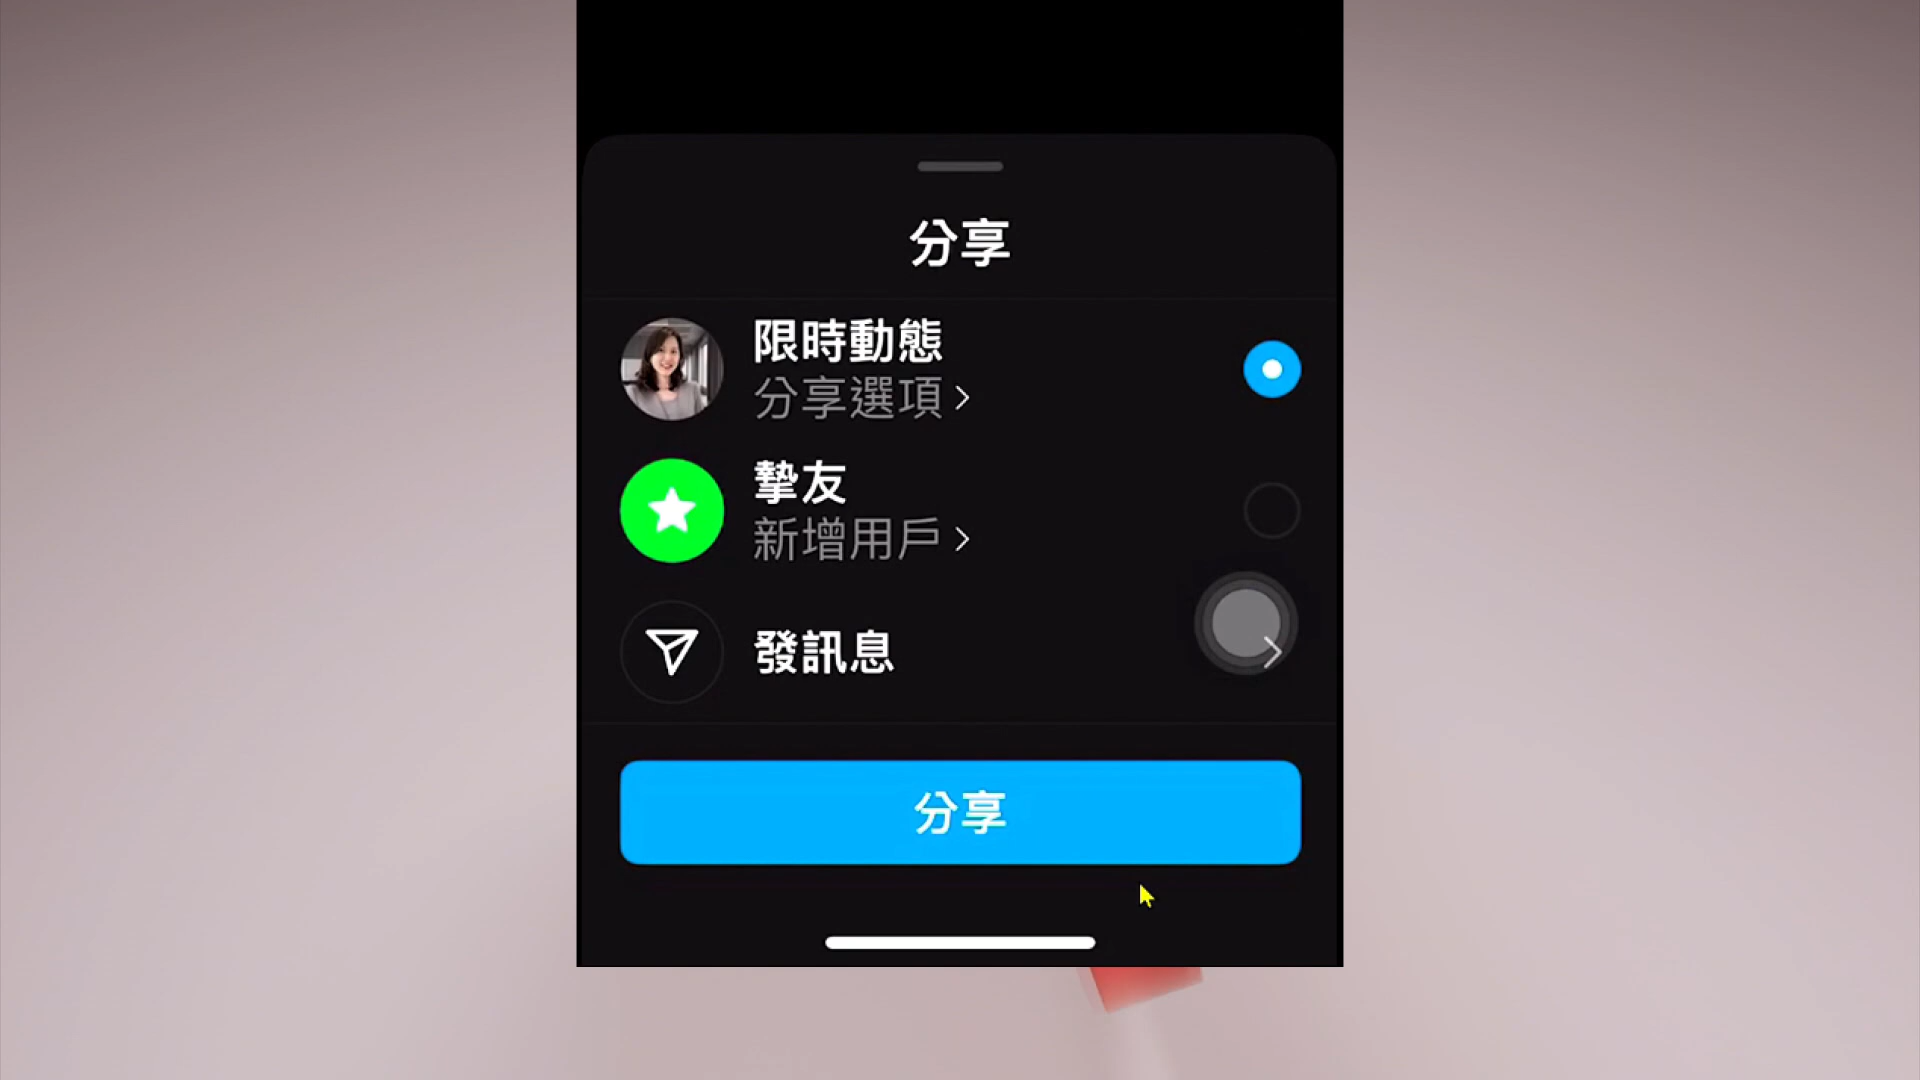 分享
限時動態
分享選項
摯友
新增用戶
發訊息
分享